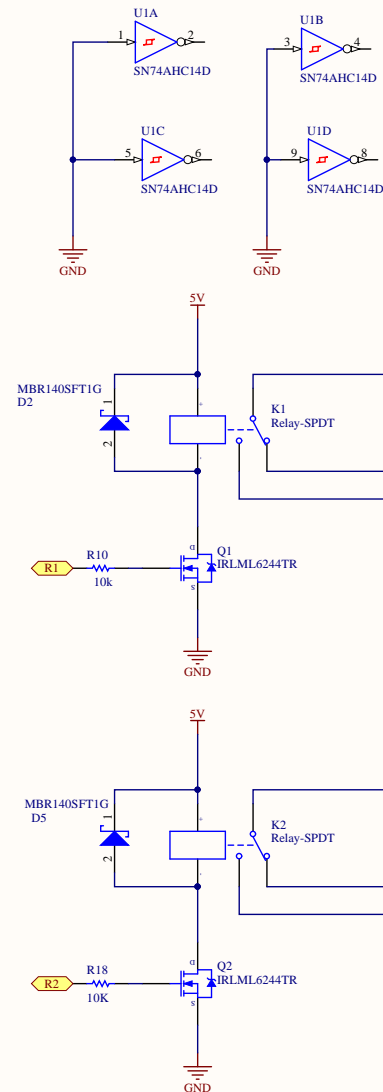 U1A
1
2
SN74AHC14D
U1B
3
4
SN74AHC14D
U1C
5
6
SN74AHC14D
U1D
9
8
SN74AHC14D
GND
GND
5V
MBR140SFT1G
D2
1
2
+
-
K1
Relay-SPDT
R1
R10
10k
D
S
Q1
IRLML6244TR
GND
5V
MBR140SFT1G
D5
1
2
+
-
K2
Relay-SPDT
R2
R18
10K
D
S
Q2
IRLML6244TR
GND